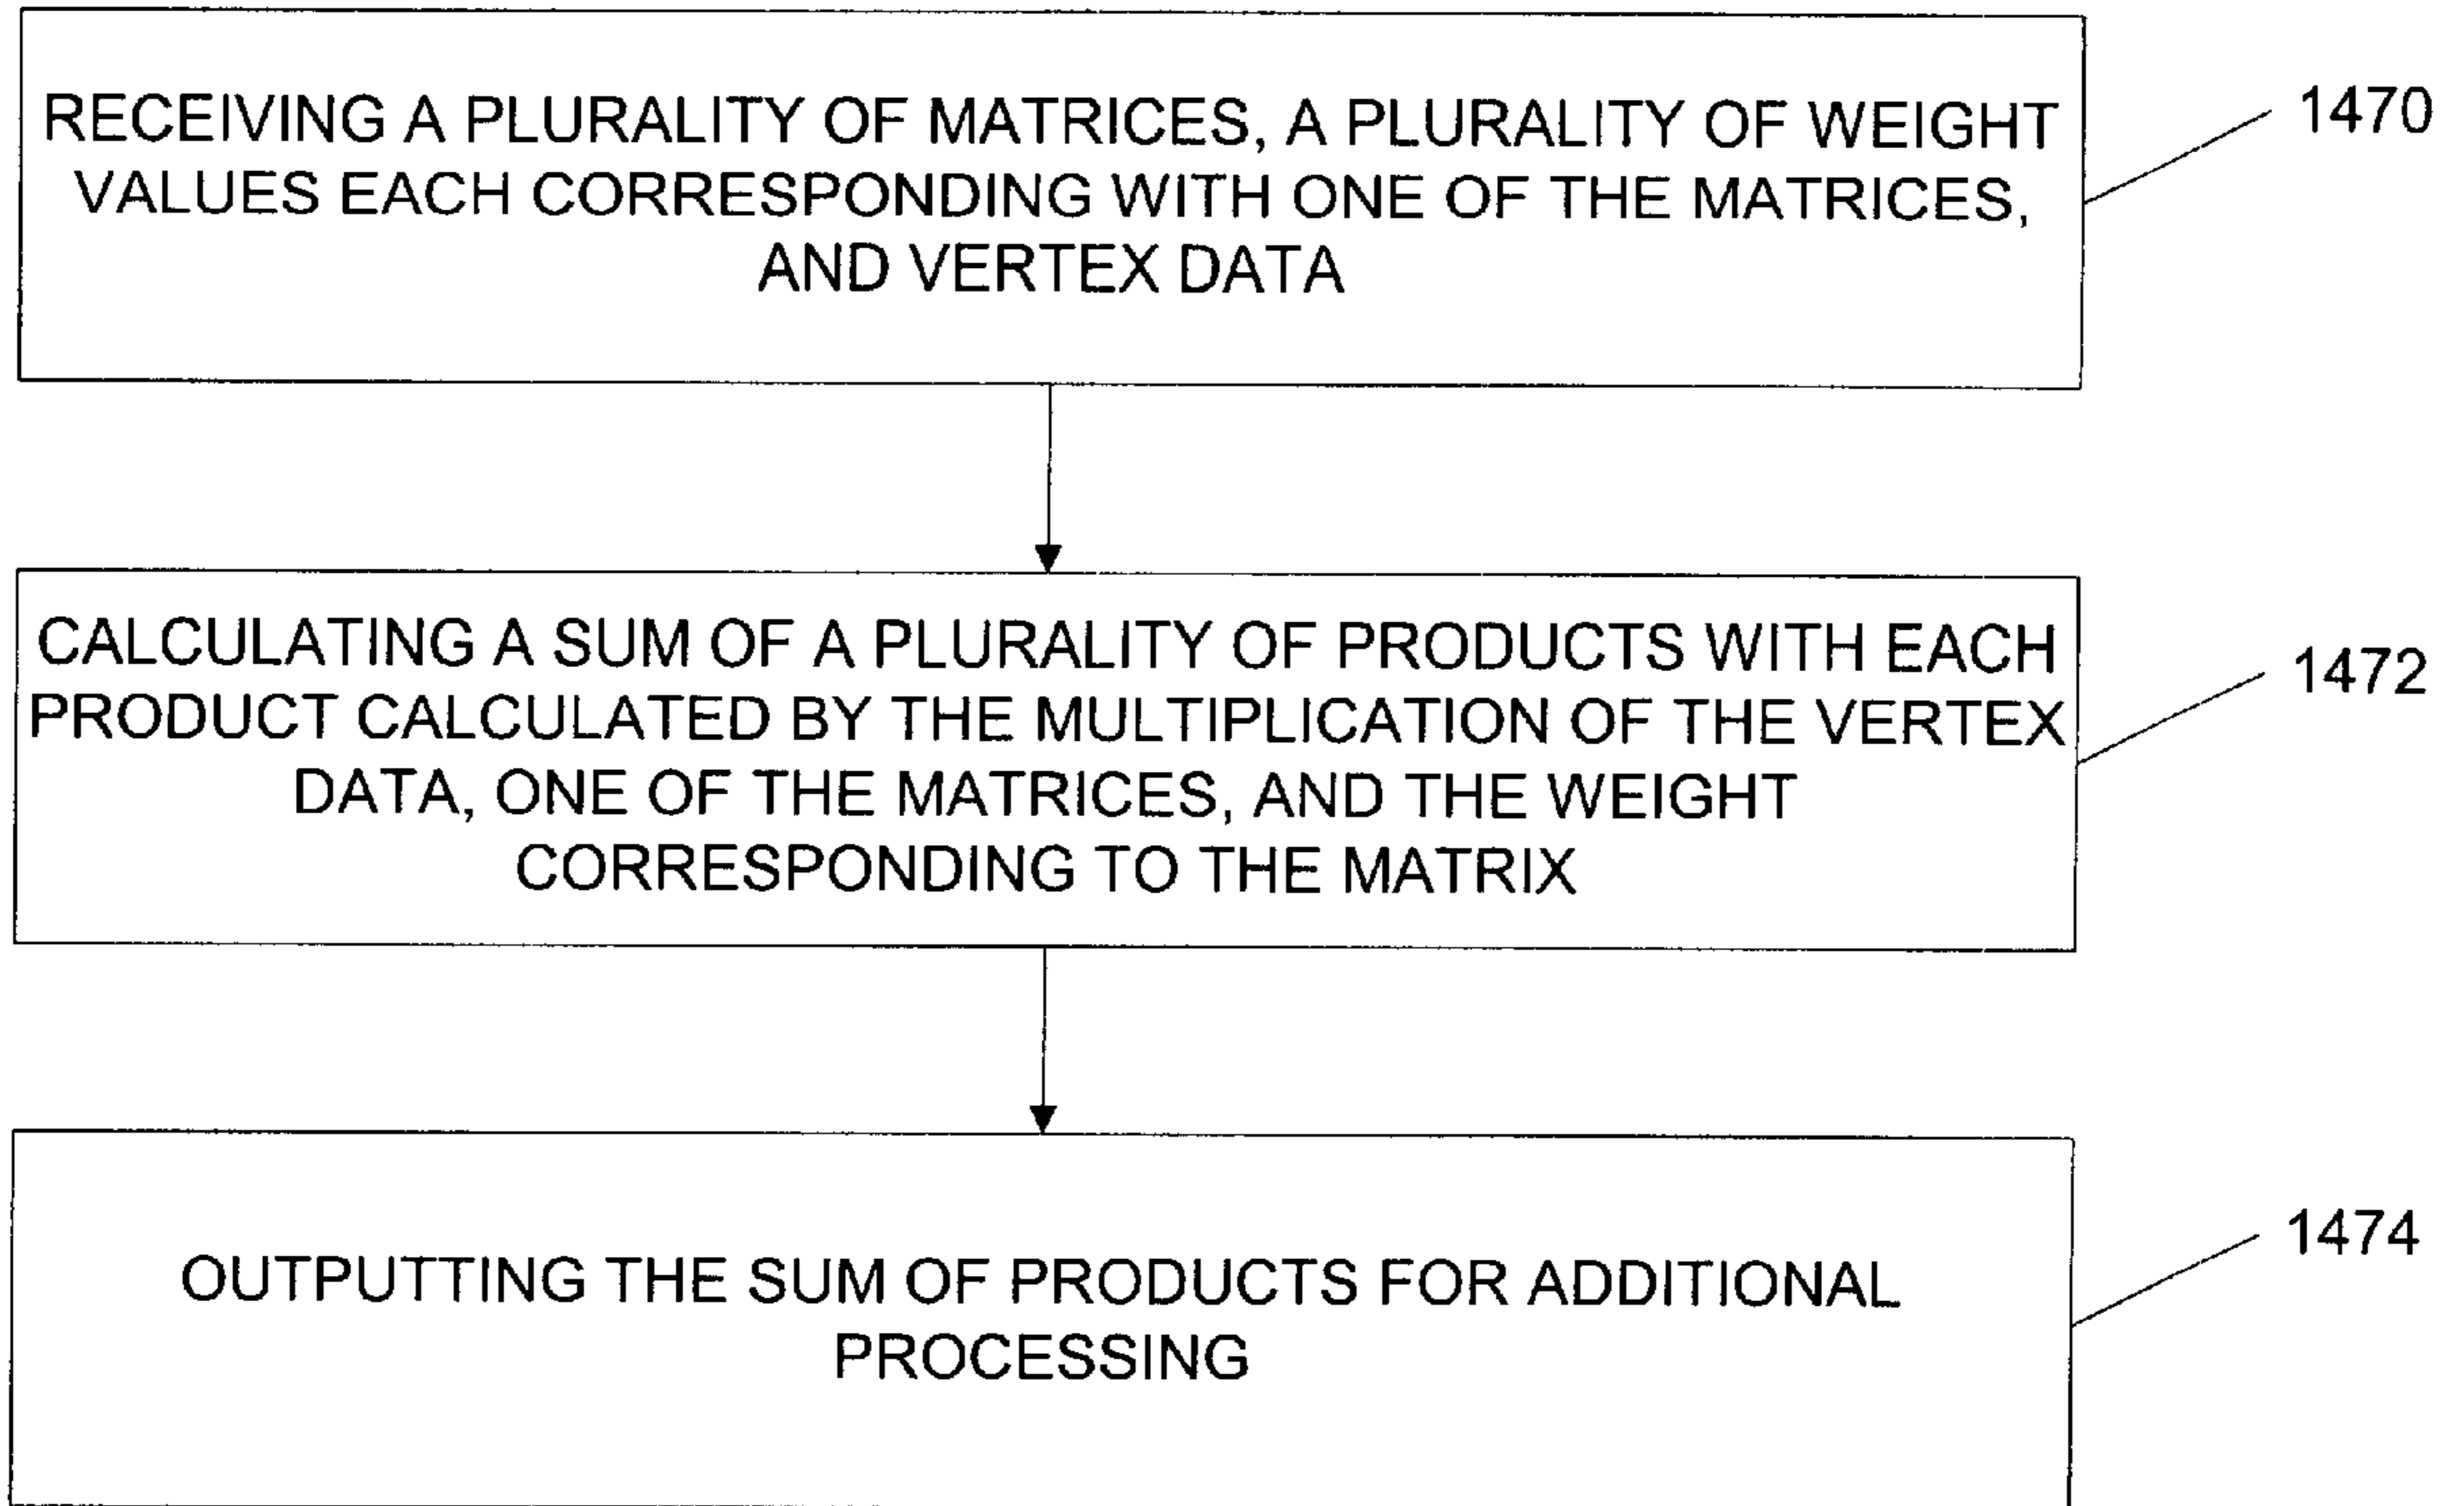 RECEIVING A PLURALITY OF MATRICES, A PLURALITY OF WEIGHT
VALUES EACH CORRESPONDING WITH ONE OF THE MATRICES,
AND VERTEX DATA
1470
CALCULATING A SUM OF A PLURALITY OF PRODUCTS WITH EACH
PRODUCT CALCULATED BY THE MULTIPLICATION OF THE VERTEX
DATA, ONE OF THE MATRICES, AND THE WEIGHT
CORRESPONDING TO THE MATRIX
1472
OUTPUTTING THE SUM OF PRODUCTS FOR ADDITIONAL
PROCESSING
1474